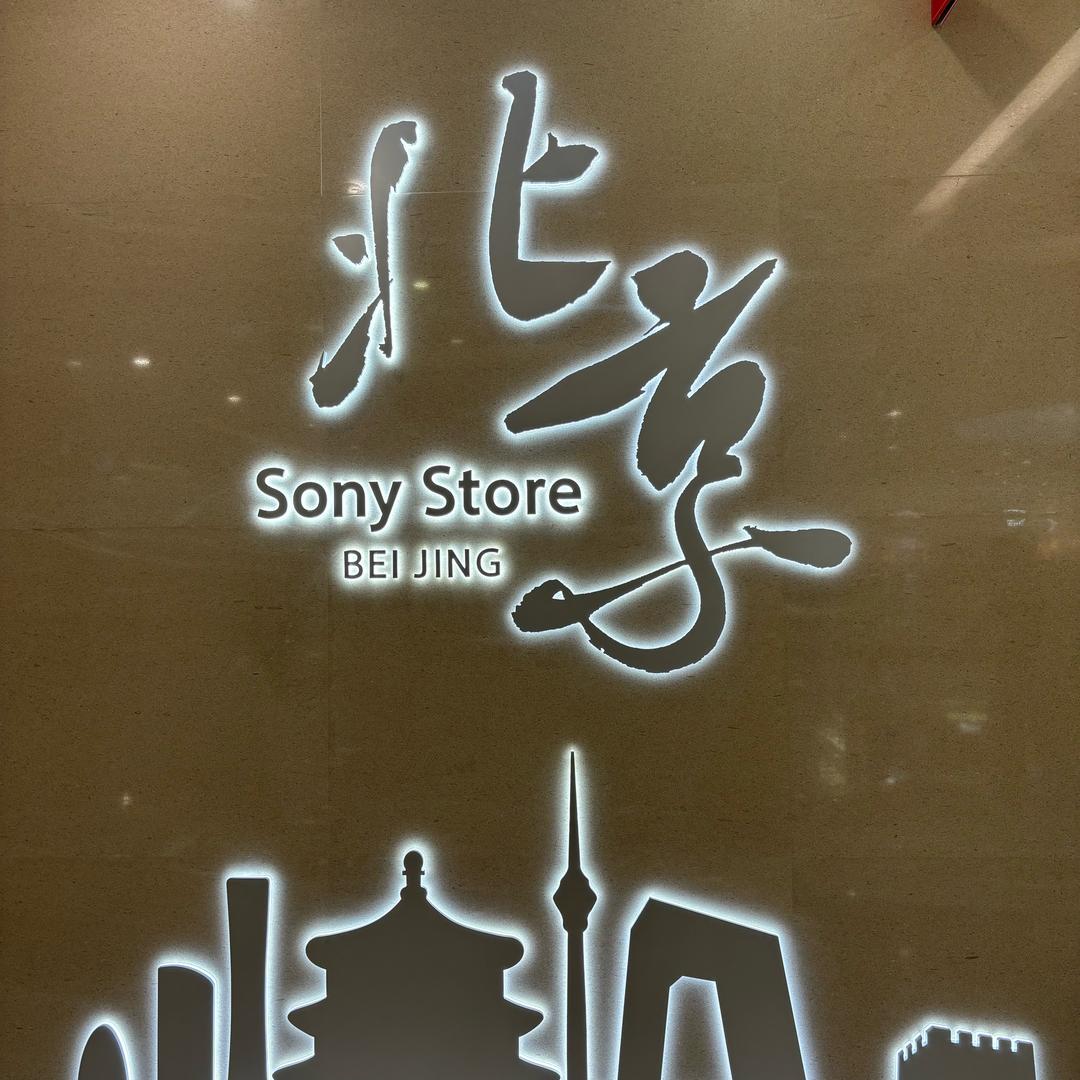 北京
Sony Store
BEI JING